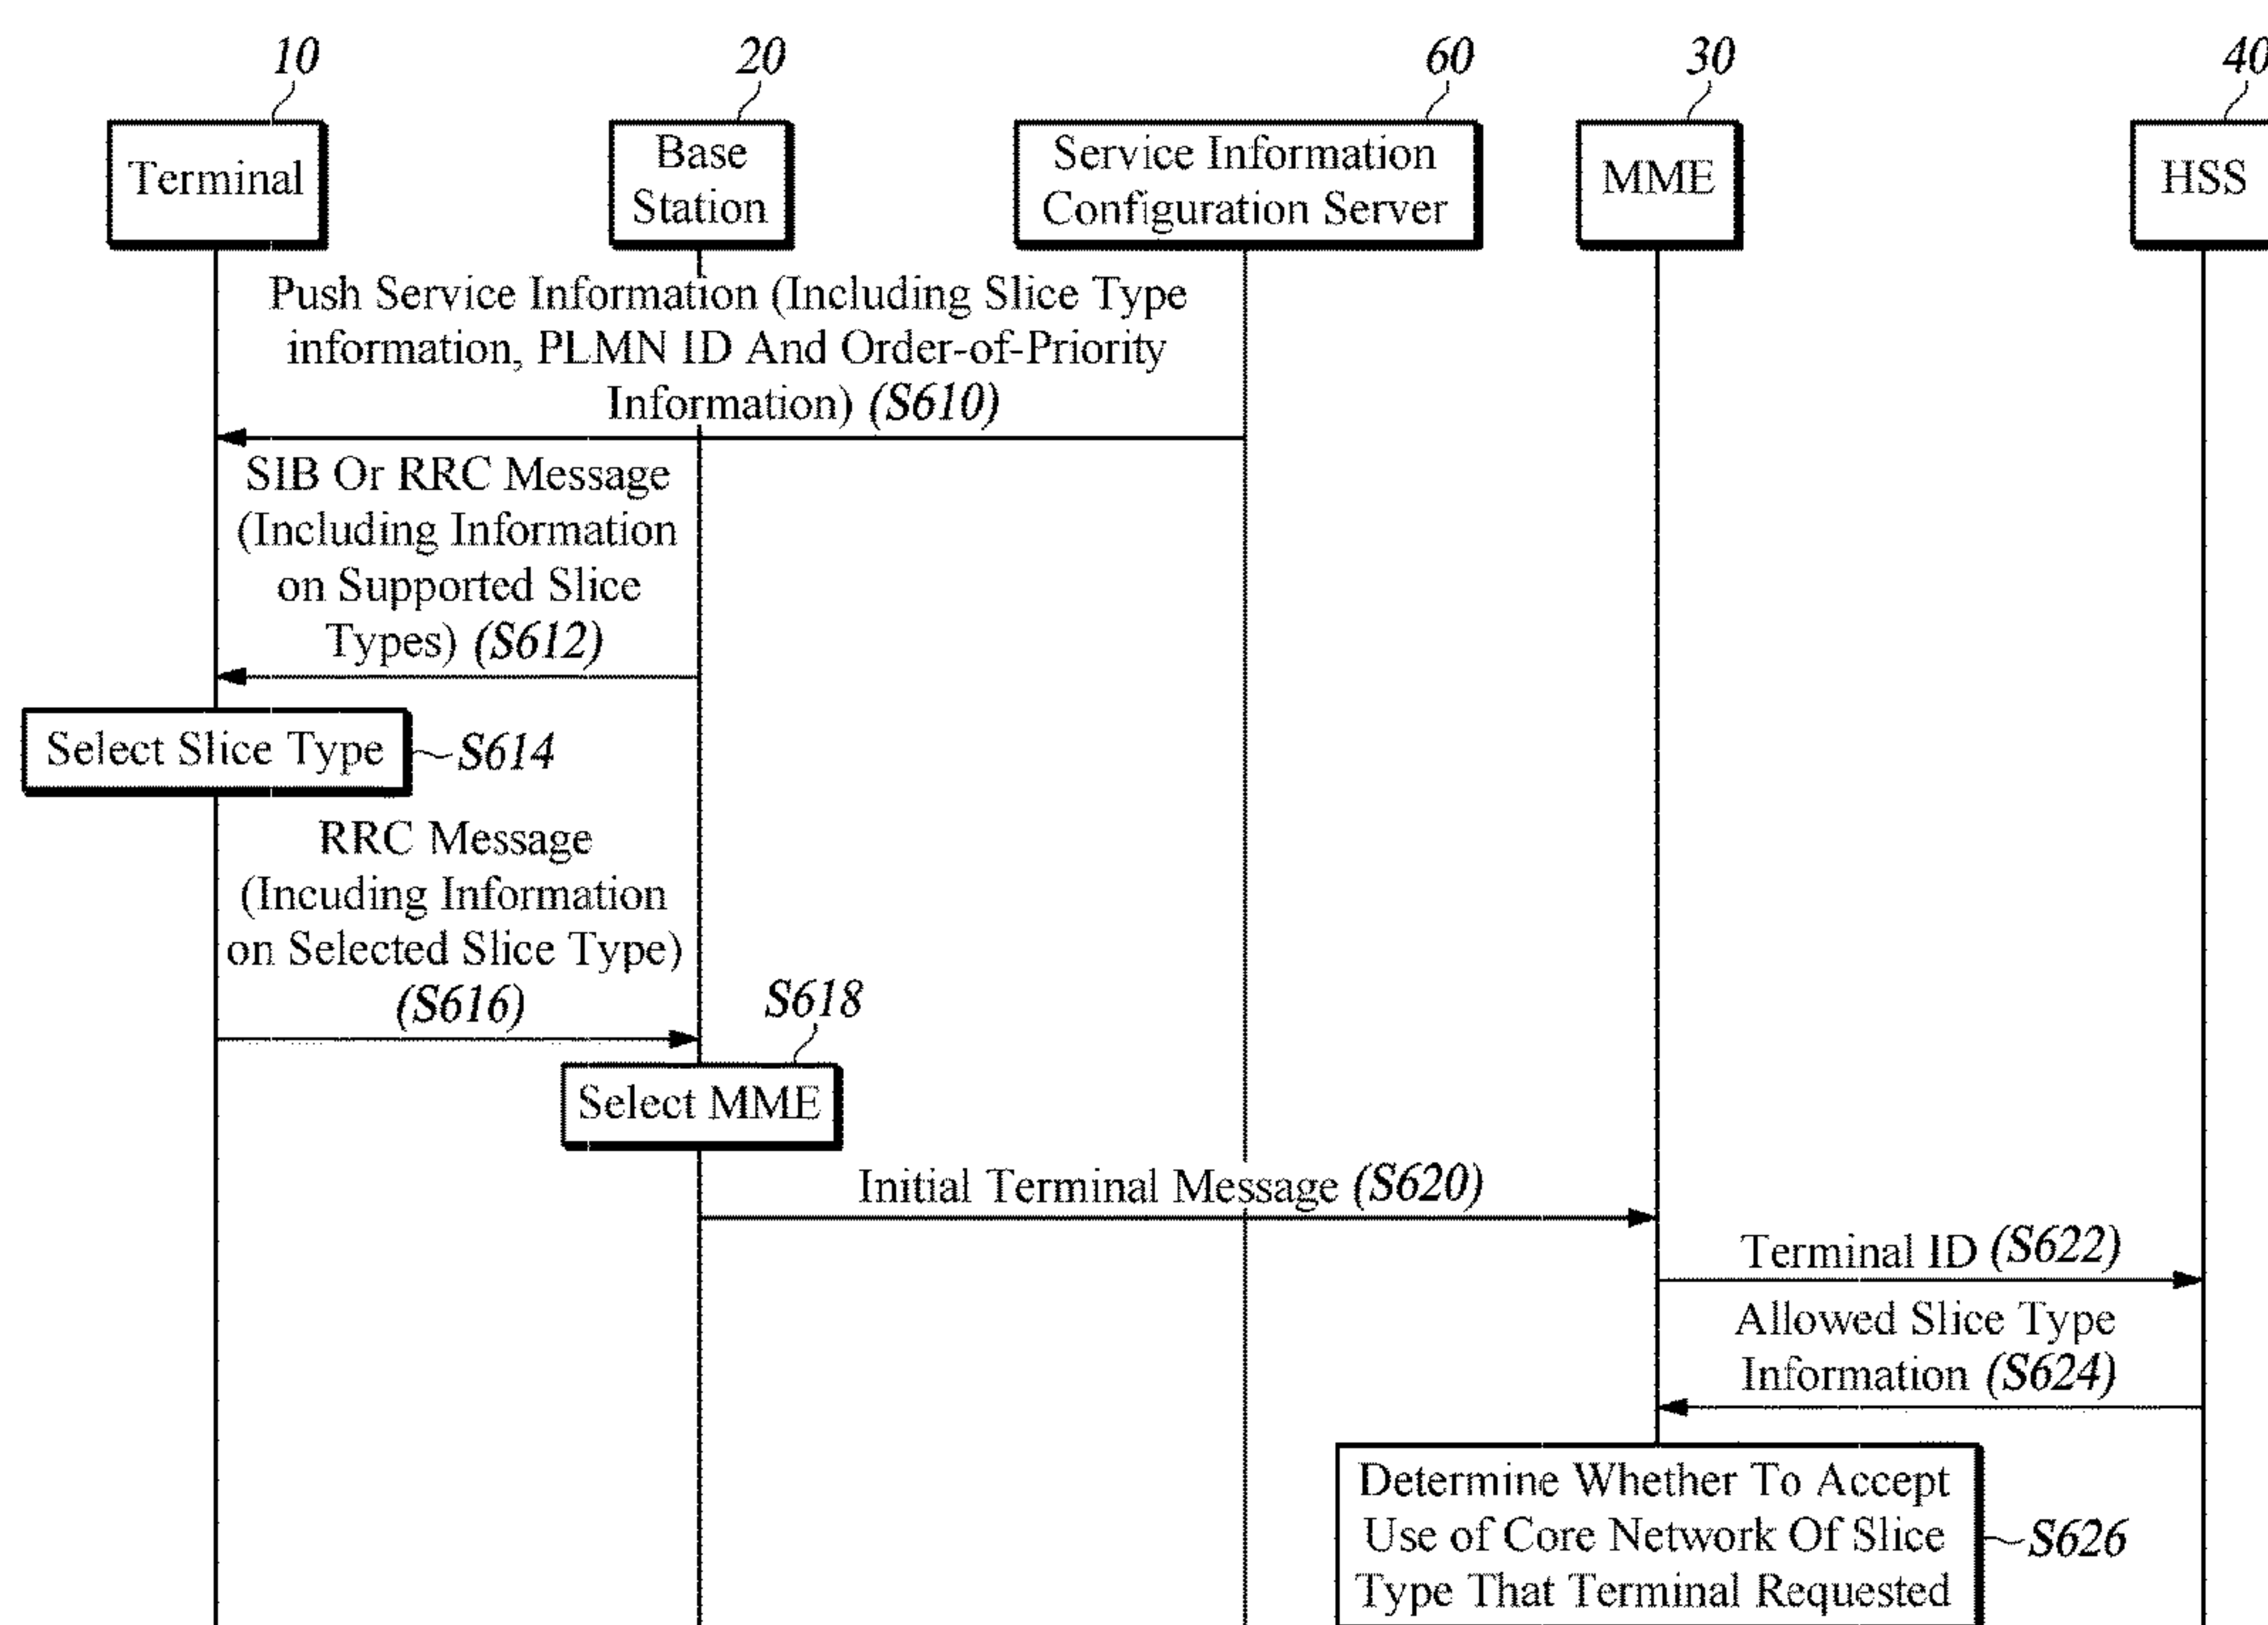 10
20
60
30
40
Terminal
Base
Station
Service Information
Configuration Server
MME
HSS
Push Service Information (Including Slice Type
information, PLMN ID And Order-of-Priority
Information) (S610)
SIB Or RRC Message
(Including Information
on Supported Slice
Types) (S612)
Select Slice Type
S614
RRC Message
(Incuding Information
on Selected Slice Type)
(S616)
S618
Select MME
Initial Terminal Message (S620)
Terminal ID (S622)
Allowed Slice Type
Information (S624)
Determine Whether To Accept
Use of Core Network Of Slice
Type That Terminal Requested
S626